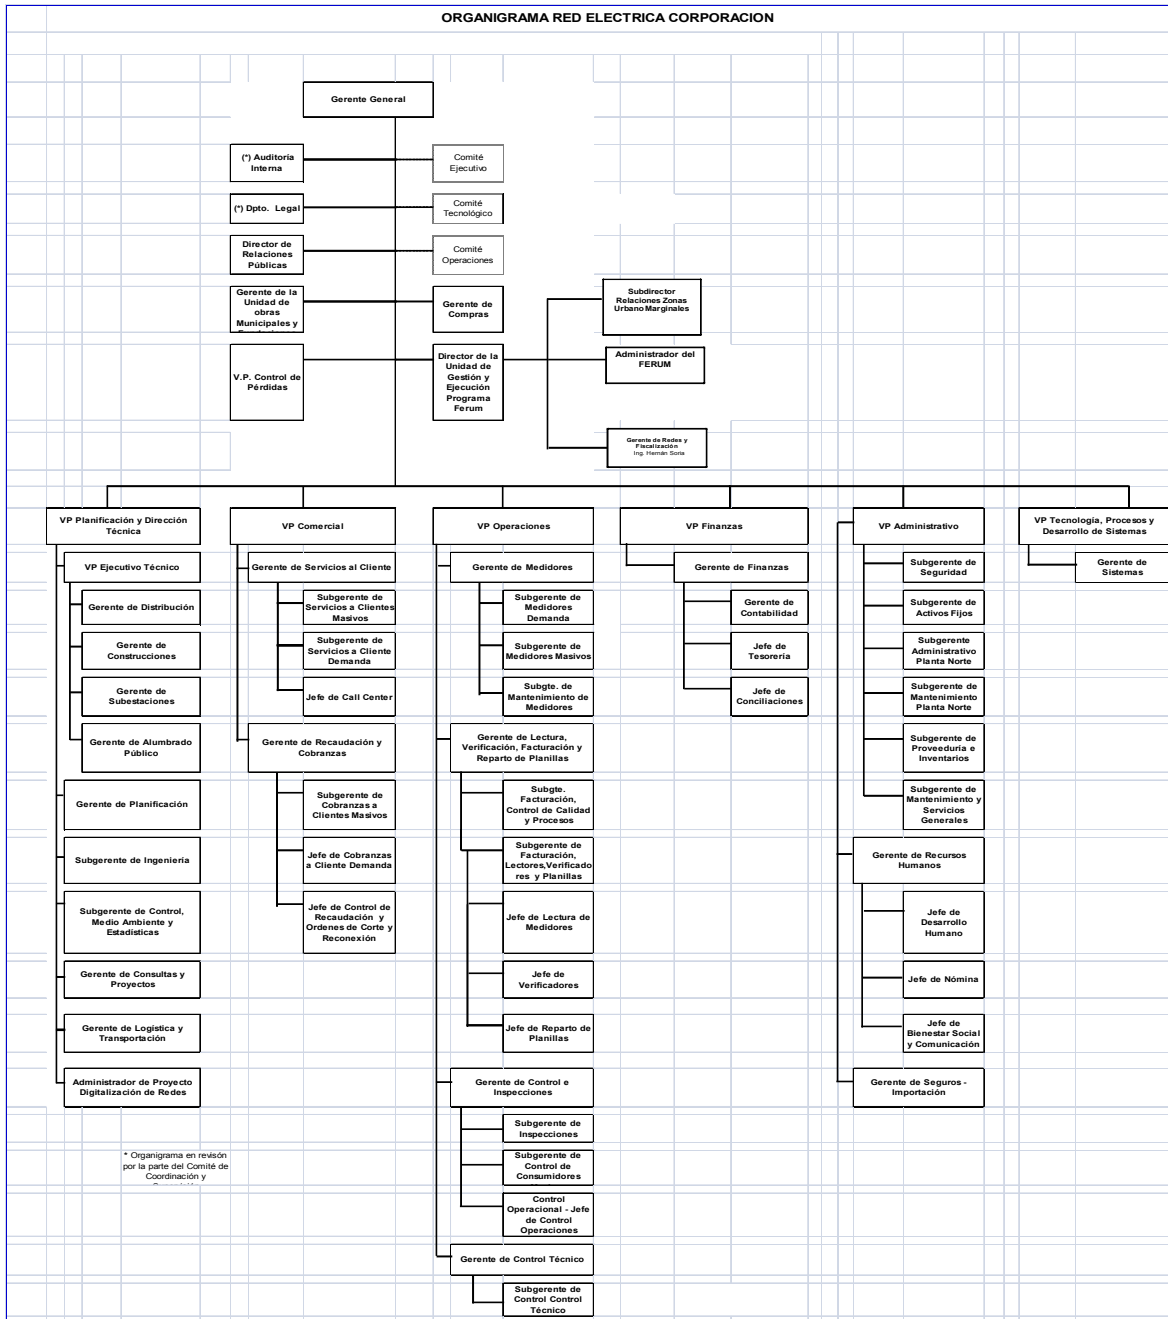 ORGANIGRAMA RED ELECTRICA CORPORACION
Gerente General
(*) Auditoría
Interna
Comité
Ejecutivo
(*) Dpto. Legal
Comité
Tecnológico
Director de
Relaciones
Públicas
Comité
Operaciones
Gerente de la
Unidad de
obras
Municipales y
Gerente de
Compras
Subdirector
Relaciones Zonas
Urbano Marginales
V.P. Control de
Pérdidas
Director de la
Unidad de
Gestión y
Ejecución
Programa
Ferum
Administrador del
FERUM
Gerente de Redes y
Fiscalización
Ing. Hernán Soria
VP Planificación y Dirección
Técnica
VP Ejecutivo Técnico
Gerente de Distribución
Gerente de
Construcciones
Gerente de
Subestaciones
Gerente de Alumbrado
Público
Gerente de Planificación
Subgerente de Ingeniería
Subgerente de Control,
Medio Ambiente y
Estadísticas
Gerente de Consultas y
Proyectos
Gerente de Logística y
Transportación
Administrador de Proyecto
Digitalización de Redes
VP Comercial
Gerente de Servicios al Cliente
Subgerente de
Servicios a Clientes
Masivos
Subgerente de
Servicios a Cliente
Demanda
Jefe de Call Center
Gerente de Recaudación y
Cobranzas
Subgerente de
Cobranzas a
Clientes Masivos
Jefe de Cobranzas
a Cliente Demanda
Jefe de Control de
Recaudación y
Ordenes de Corte y
Reconexión
VP Operaciones
Gerente de Medidores
Subgerente de
Medidores
Demanda
Subgerente de
Medidores Masivos
Subgte. de
Mantenimiento de
Medidores
Gerente de Lectura,
Verificación, Facturación y
Reparto de Planillas
Subgte.
Facturación,
Control de Calidad
y Procesos
Subgerente de
Facturación,
Lectores,Verificado
res y Planillas
Jefe de Lectura de
Medidores
Jefe de
Verificadores
Jefe de Reparto de
Planillas
Gerente de Control e
Inspecciones
Subgerente de
Inspecciones
Subgerente de
Control de
Consumidores
Control
Operacional - Jefe
de Control
Operaciones
Gerente de Control Técnico
Subgerente de
Control Control
Técnico
VP Finanzas
Gerente de Finanzas
Gerente de
Contabilidad
Jefe de
Tesorería
Jefe de
Conciliaciones
VP Administrativo
Subgerente de
Seguridad
Subgerente de
Activos Fijos
Subgerente
Administrativo
Planta Norte
Subgerente de
Mantenimiento
Planta Norte
Subgerente de
Proveeduría e
Inventarios
Subgerente de
Mantenimiento y
Servicios
Generales
Gerente de Recursos
Humanos
Jefe de
Desarrollo
Humano
Jefe de Nómina
Jefe de
Bienestar Social
y Comunicación
Gerente de Seguros -
Importación
VP Tecnología, Procesos y
Desarrollo de Sistemas
Gerente de
Sistemas
* Organigrama en revisón
por la parte del Comité de
Coordinación y